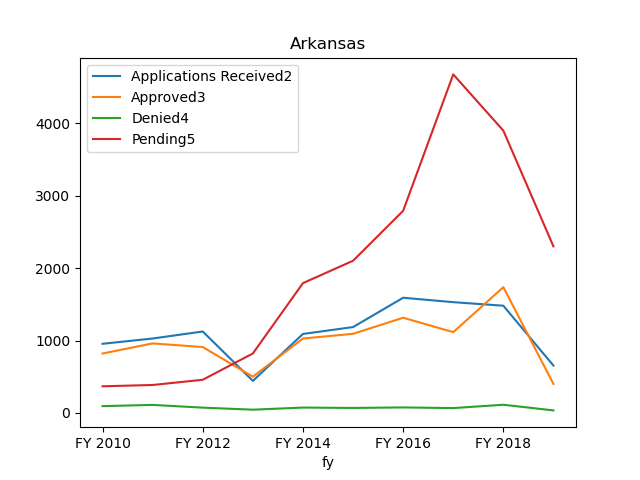 Arkansas
Applications Received2
Approved3
Denied4
Pending5
4000
3000
2000
1000
0
FY 2010 FY 2012 FY 2014 FY 2016 FY 2018
fy